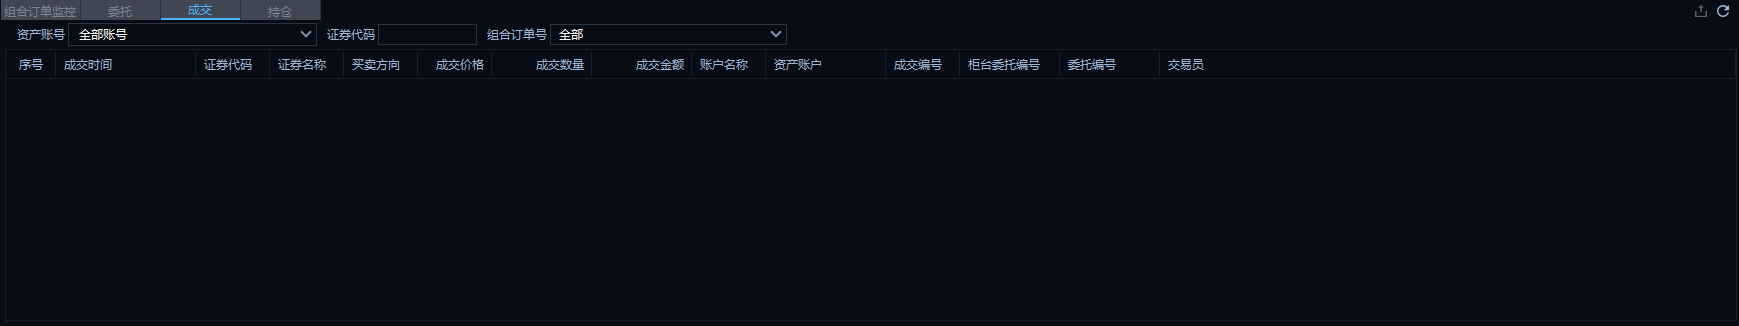 组合订单监控 委托 成交 持仓
资产账号 全部账号 证券代码 组合订单号 全部
序号 成交时间 证券代码 证券名称 买卖方向 成交价格 成交数量 成交金额 账户名称 资产账户 成交编号 柜台委托编号 委托编号 交易员